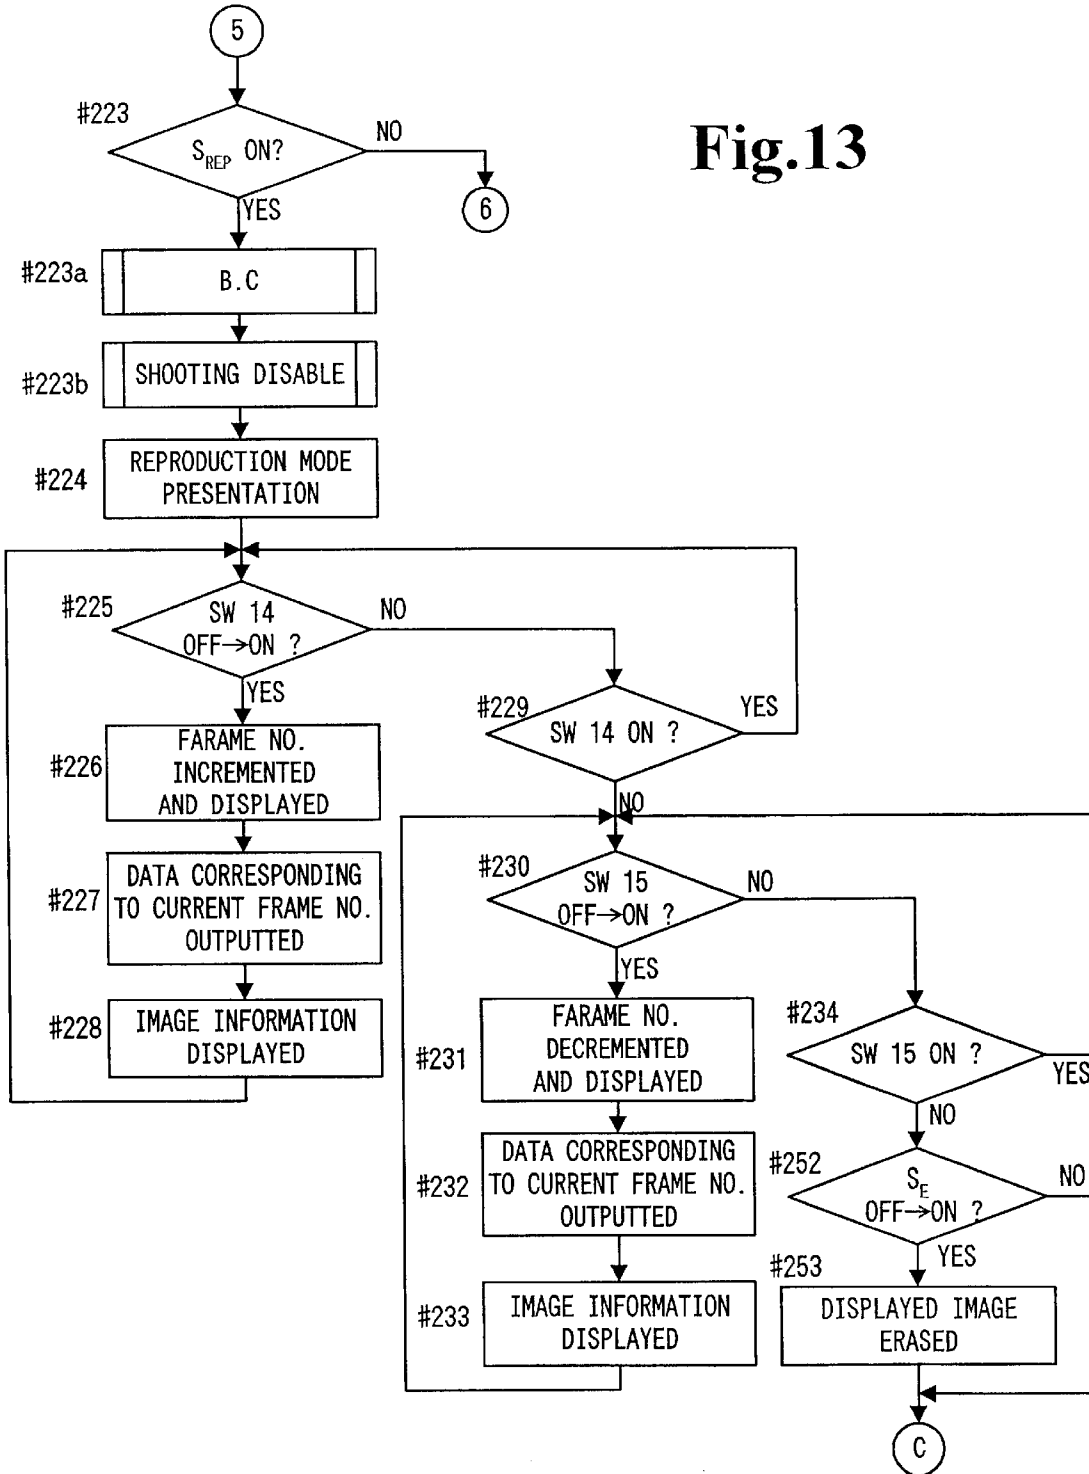 5
#223
S_REP ON?
NO
Fig.13
6
YES
#223a
B.C
#223b
SHOOTING DISABLE
#224
REPRODUCTION MODE
PRESENTATION
#225
SW 14
OFF→ON ?
NO
YES
#229
SW 14 ON ?
YES
NO
#226
FARAME NO.
INCREMENTED
AND DISPLAYED
#227
DATA CORRESPONDING
TO CURRENT FRAME NO.
OUTPUTTED
#228
IMAGE INFORMATION
DISPLAYED
#230
SW 15
OFF→ON ?
NO
YES
#231
FARAME NO.
DECREMENTED
AND DISPLAYED
#232
DATA CORRESPONDING
TO CURRENT FRAME NO.
OUTPUTTED
#233
IMAGE INFORMATION
DISPLAYED
#234
SW 15 ON ?
YES
NO
#252
S_E
OFF→ON ?
NO
YES
#253
DISPLAYED IMAGE
ERASED
C